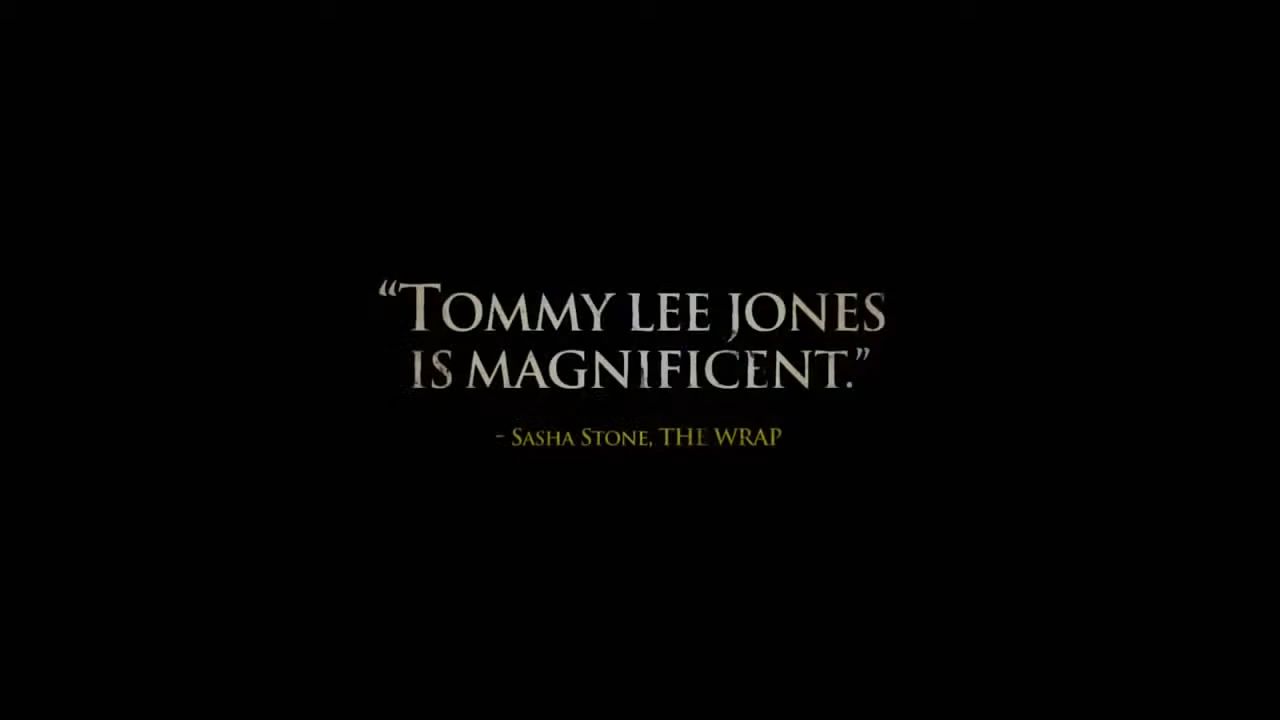 “TOMMY LEE JONES
IS MAGNIFICENT.”
- SASHA STONE, THE WRAP